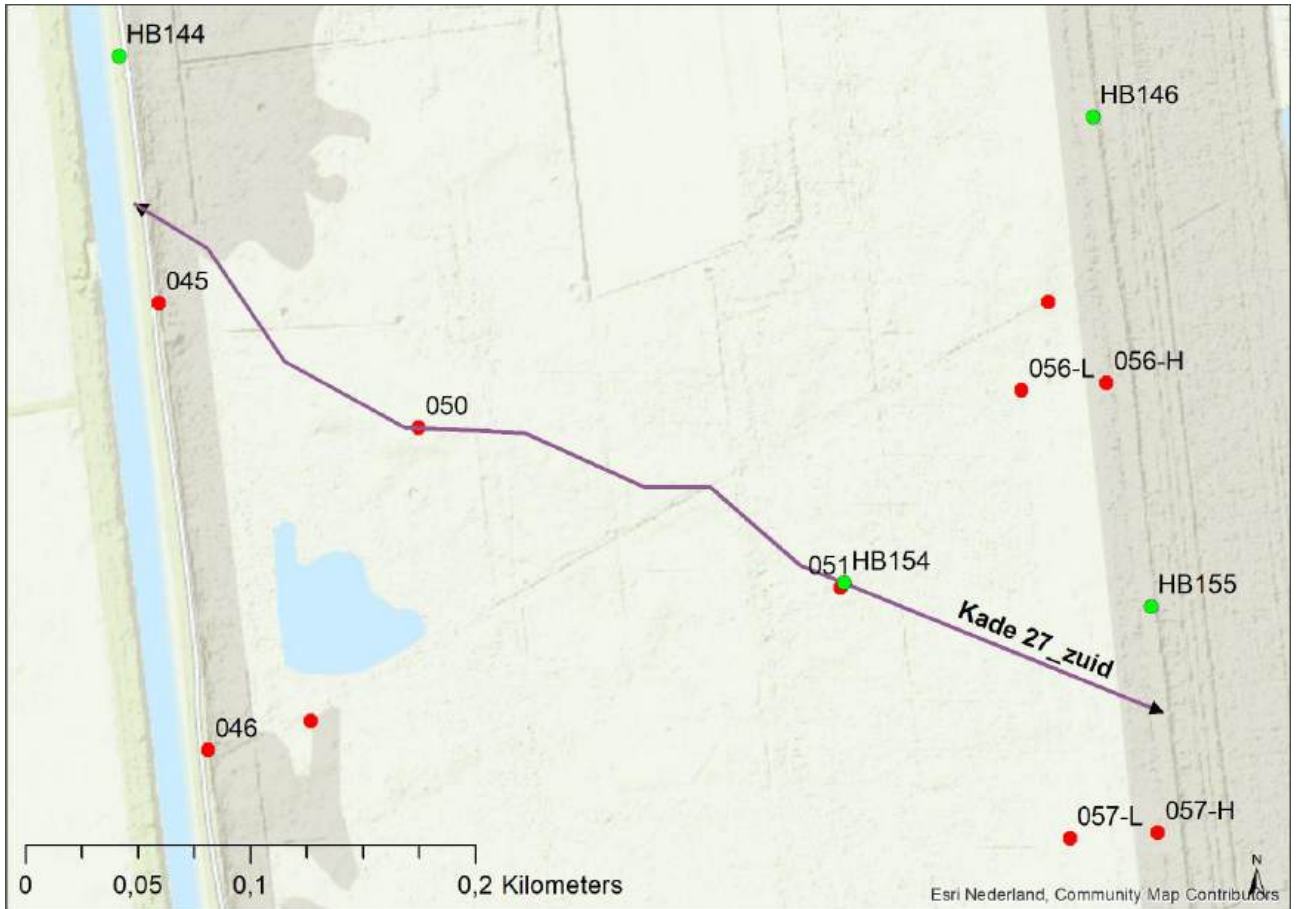 HB144
HB146
045
056-L
056-H
050
051
HB154
HB155
Kade 27_zuid
046
057-L
057-H
0
0,05
0,1
0,2 Kilometers
N
Esri Nederland, Community Map Contributors